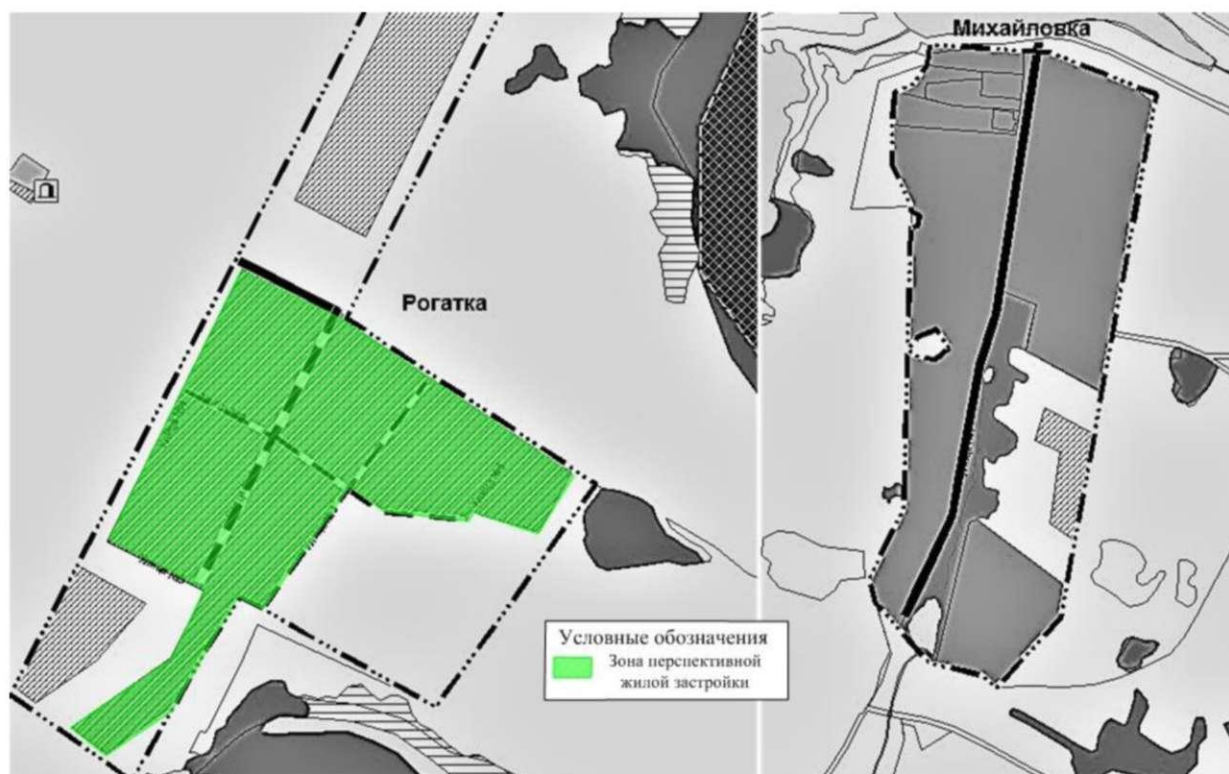 Михайловка
Рогатка
Условные обозначения
Зона перспективной
жилой застройки